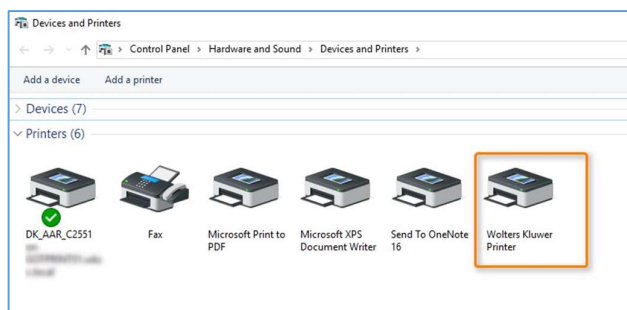 Devices and Printers
Control Panel > Hardware and Sound > Devices and Printers >
Add a device Add a printer
Devices (7)
Printers (6)
DK_AAR_C2551
Fax
Microsoft Print to
PDF
Microsoft XPS
Document Writer
Send To OneNote
16
Wolters Kluwer
Printer